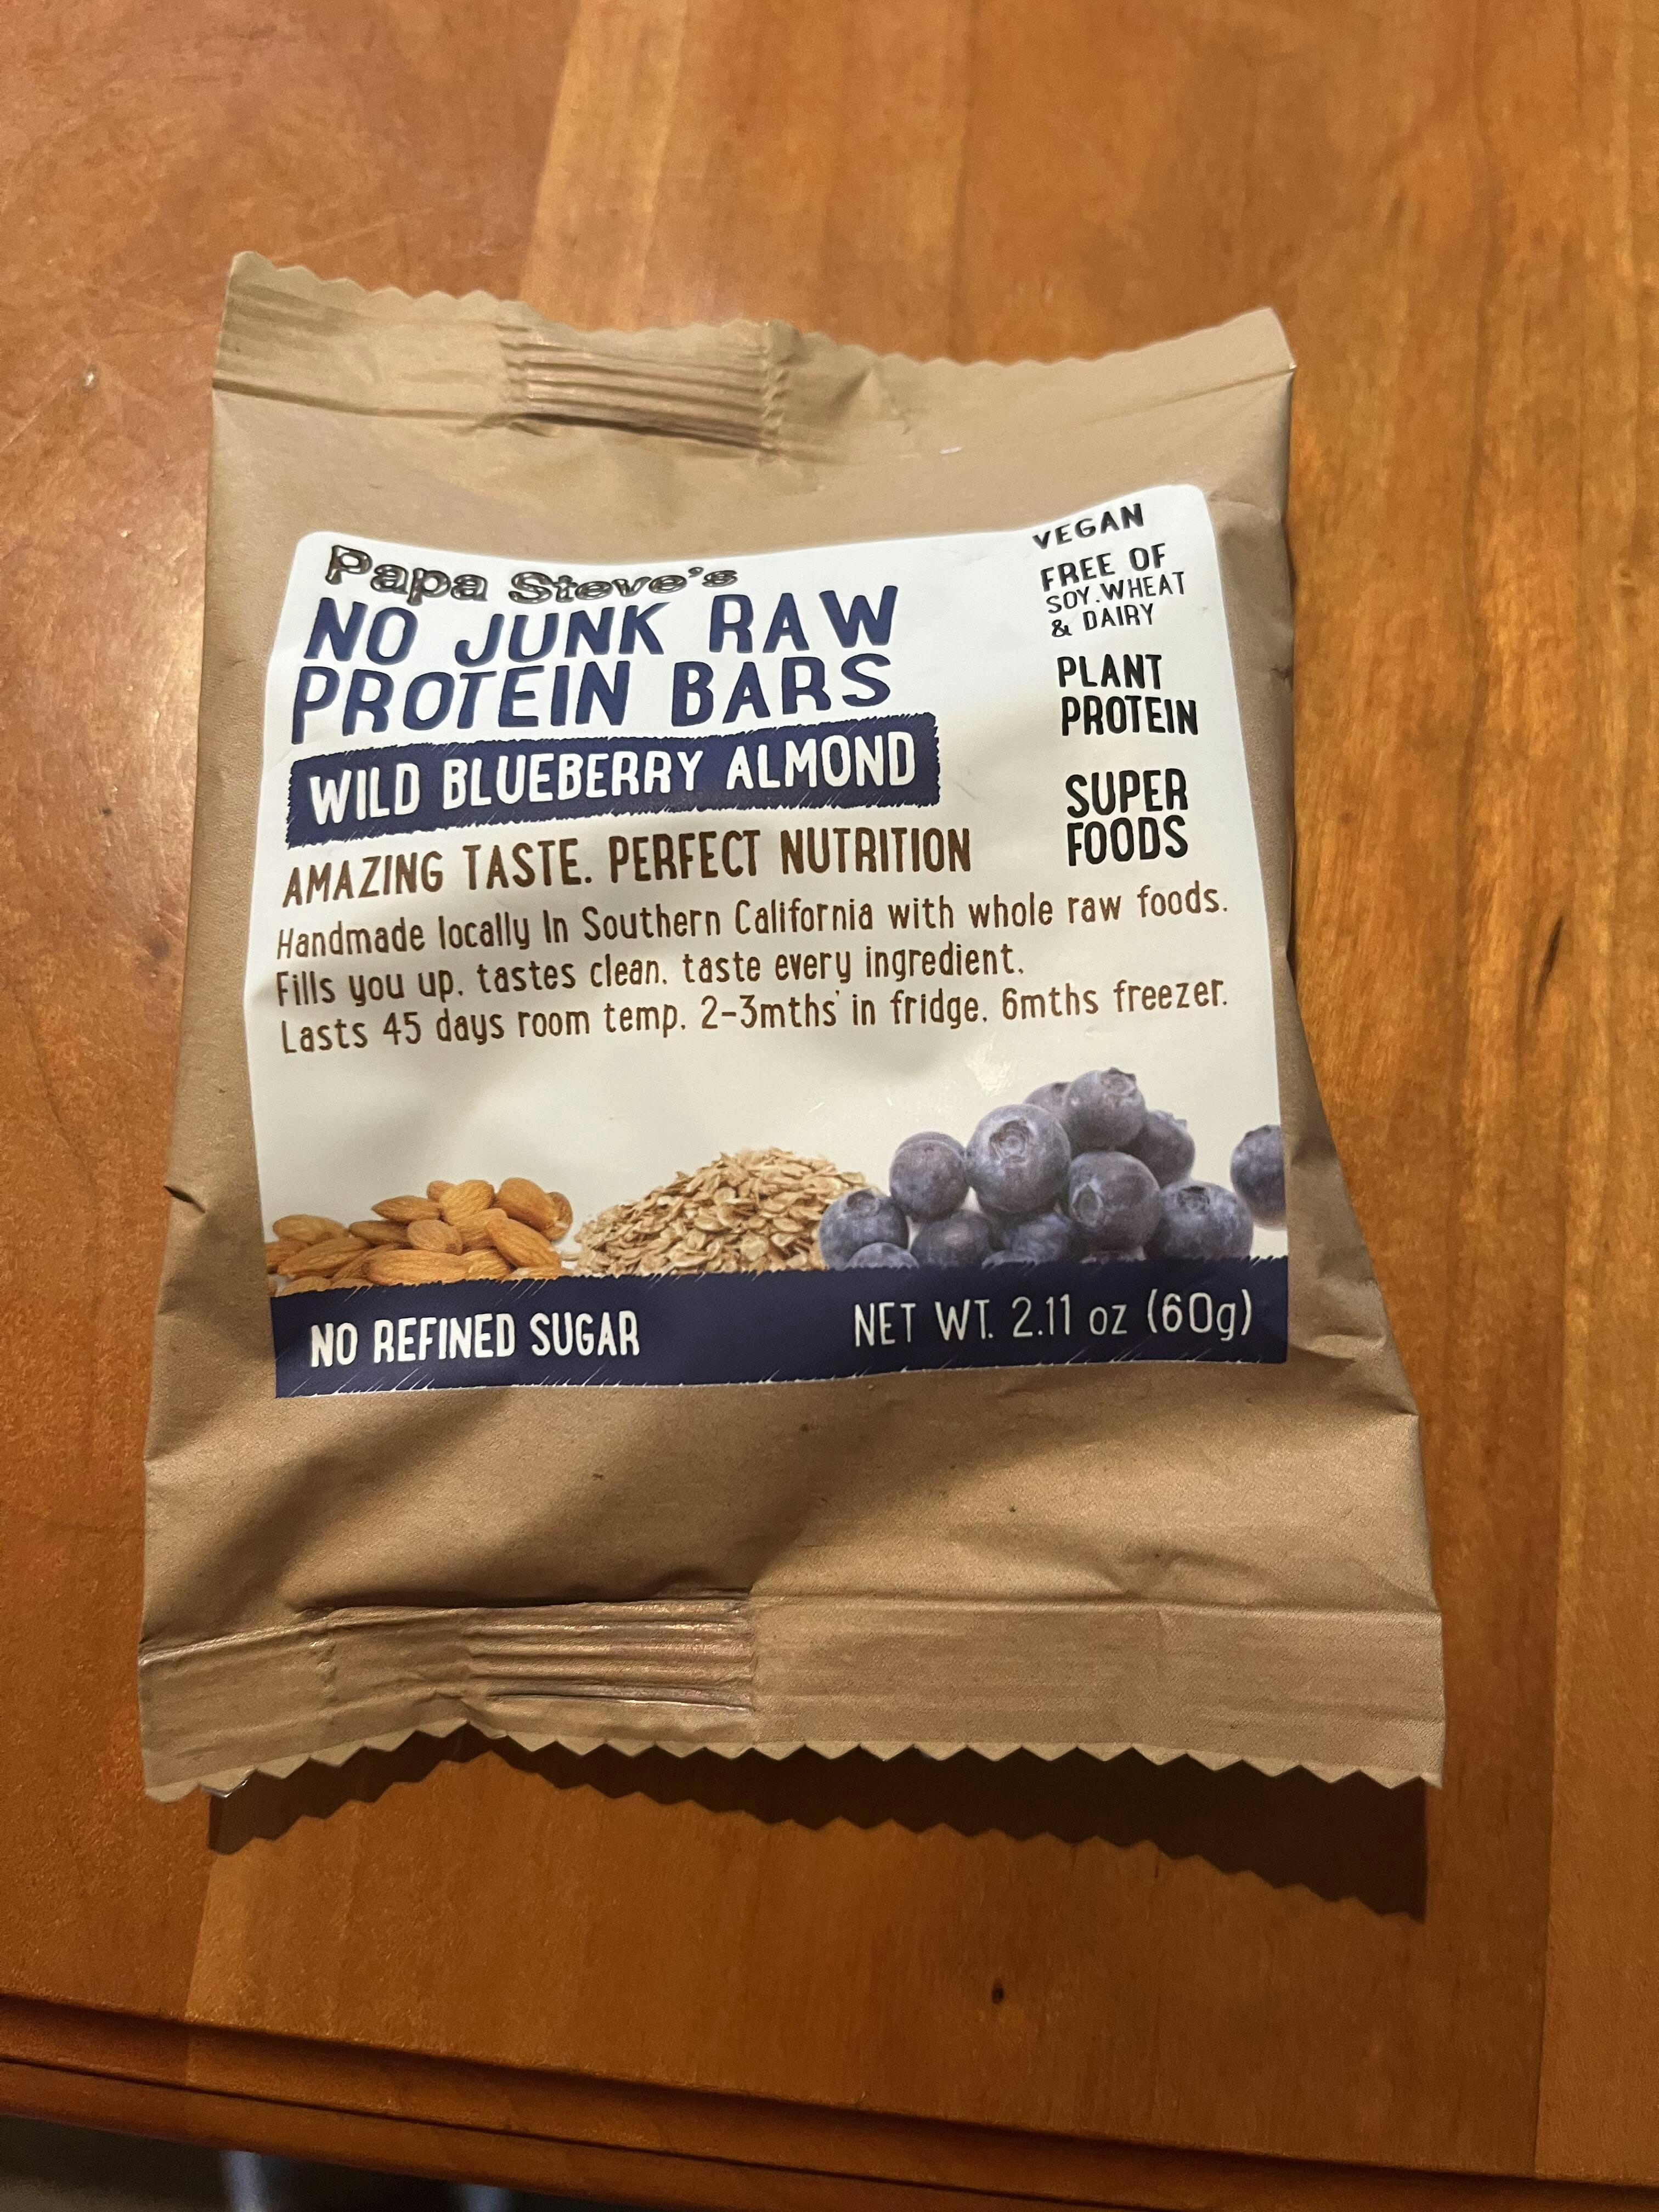 Papa Steve's
NO JUNK RAW
PROTEIN BARS
WILD BLUEBERRY ALMOND
AMAZING TASTE. PERFECT NUTRITION
Handmade locally In Southern California with whole raw foods.
Fills you up, tastes clean, taste every ingredient.
Lasts 45 days room temp, 2-3mths' in fridge, 6mths freezer.
VEGAN
FREE OF
SOY, WHEAT
& DAIRY
PLANT
PROTEIN
SUPER
FOODS
NO REFINED SUGAR
NET WT. 2.11 oz (60g)